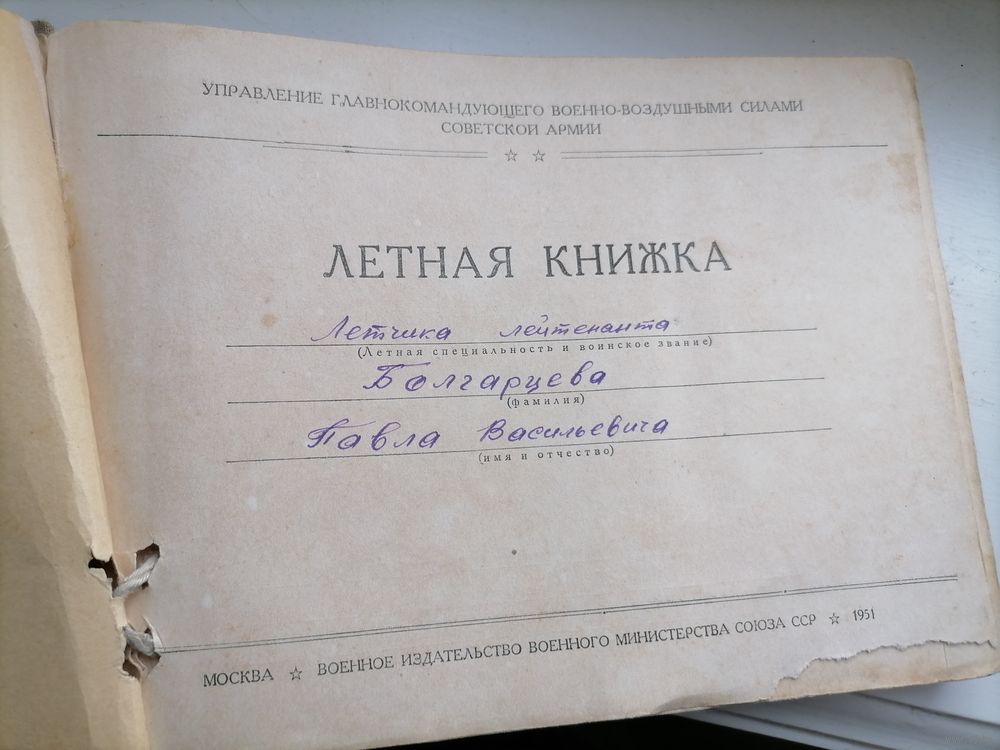 УПРАВЛЕНИЕ ГЛАВНОКОМАНДУЮЩЕГО ВОЕННО-ВОЗДУШНЫМИ СИЛАМИ
СОВЕТСКОЙ АРМИИ
ЛЕТНАЯ КНИЖКА
Летчика лейтенанта
(Летная специальность и воинское звание)
Болгарцева
(фамилия)
Павла Васильевича
(имя и отчество)
МОСКВА ☆ ВОЕННОЕ ИЗДАТЕЛЬСТВО ВОЕННОГО МИНИСТЕРСТВА СОЮЗА ССР ☆ 1951